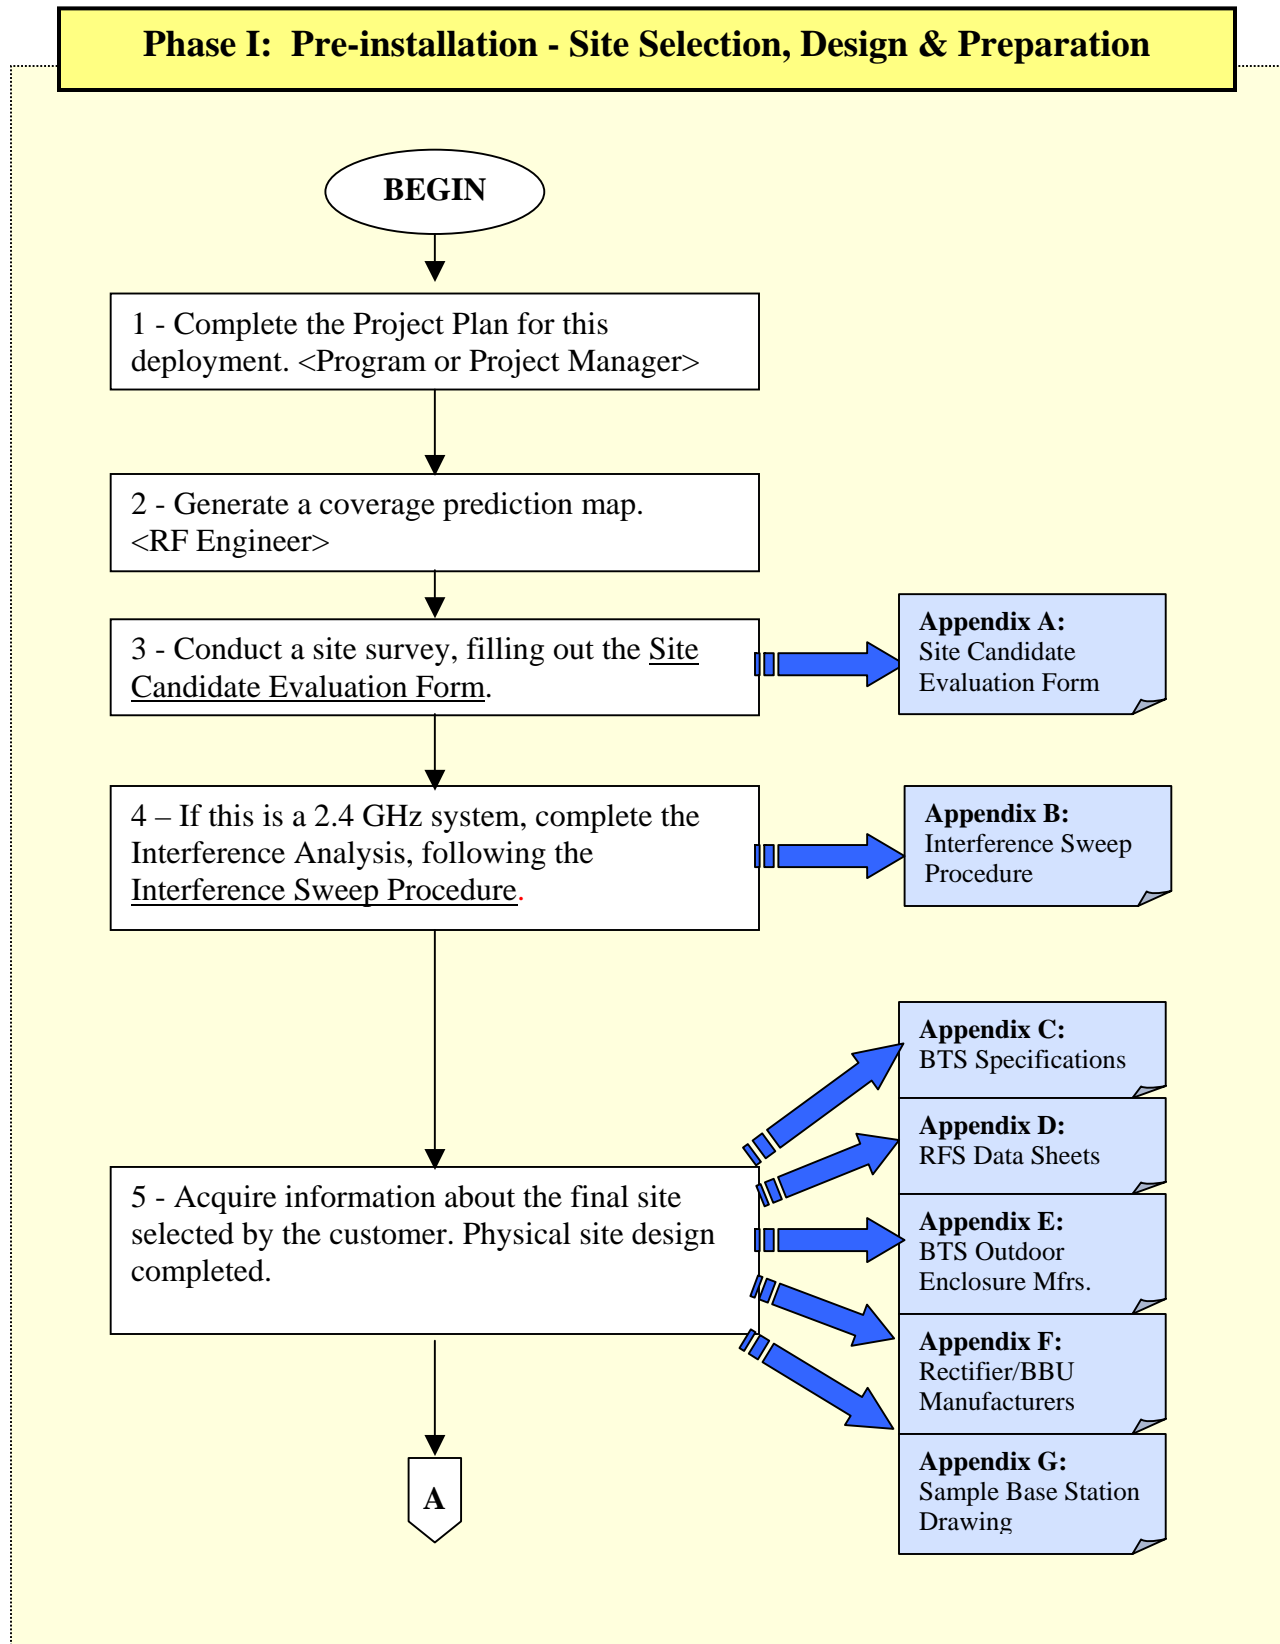 Phase I:  Pre-installation - Site Selection, Design & Preparation
BEGIN
1 - Complete the Project Plan for this
deployment. <Program or Project Manager>
2 - Generate a coverage prediction map.
<RF Engineer>
3 - Conduct a site survey, filling out the Site
Candidate Evaluation Form.
Appendix A:
Site Candidate
Evaluation Form
4 – If this is a 2.4 GHz system, complete the
Interference Analysis, following the
Interference Sweep Procedure.
Appendix B:
Interference Sweep
Procedure
5 - Acquire information about the final site
selected by the customer. Physical site design
completed.
Appendix C:
BTS Specifications
Appendix D:
RFS Data Sheets
Appendix E:
BTS Outdoor
Enclosure Mfrs.
Appendix F:
Rectifier/BBU
Manufacturers
Appendix G:
Sample Base Station
Drawing
A